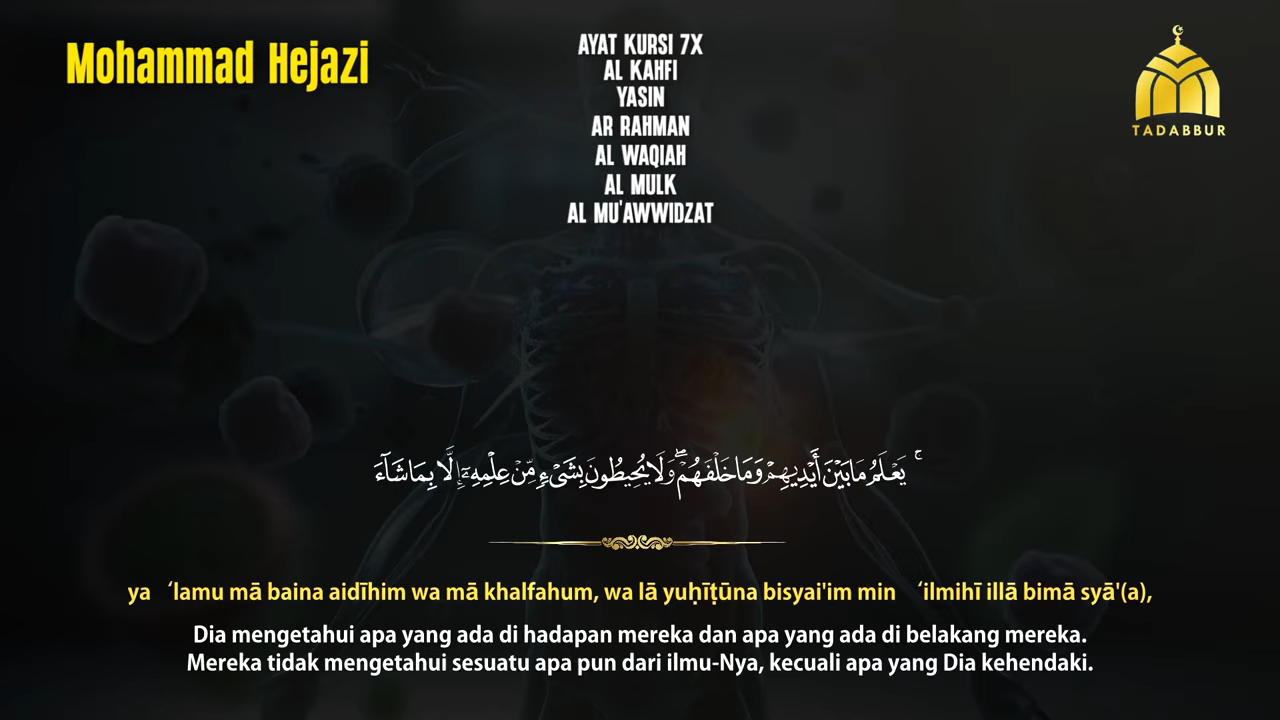 Mohammad Hejazi
AYAT KURSI 7X
AL KAHFI
YASIN
AR RAHMAN
AL WAQIAH
AL MULK
AL MU'AWWIDZAT
TADABBUR
يَعْلَمُ مَا بَيْنَ أَيْدِيهِمْ وَمَا خَلْفَهُمْ ۖ وَلَا يُحِيطُونَ بِشَىْءٍ مِّنْ عِلْمِهِۦٓ إِلَّا بِمَا شَآءَ ۚ
ya ‘lamu mā baina aidīhim wa mā khalfahum, wa lā yuḥīṭūna bisyai'im min ‘ilmihī illā bimā syā'(a),
Dia mengetahui apa yang ada di hadapan mereka dan apa yang ada di belakang mereka.
Mereka tidak mengetahui sesuatu apa pun dari ilmu-Nya, kecuali apa yang Dia kehendaki.